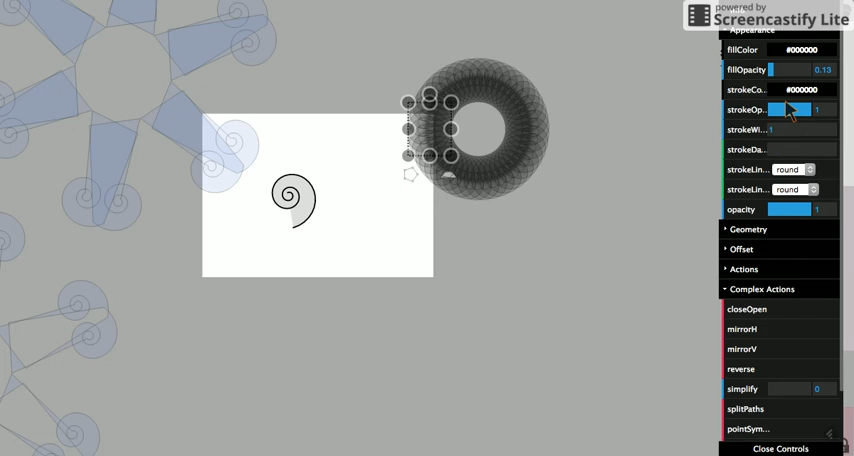 powered by
Screencastify Lite
Appearance
fillColor #000000
fillOpacity 0.13
strokeCo... #000000
strokeOp... 1
strokeWi... 1
strokeDa...
strokeLin... round
strokeLin... round
opacity 1
Geometry
Offset
Actions
Complex Actions
closeOpen
mirrorH
mirrorV
reverse
simplify 0
splitPaths
pointSym...
Close Controls